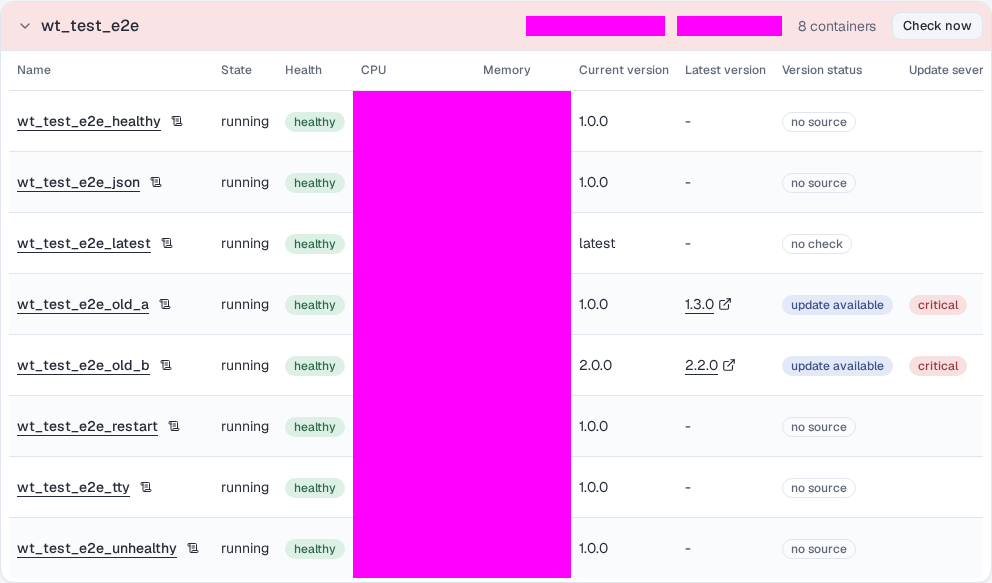 wt_test_e2e 8 containers Check now
Name State Health CPU Memory Current version Latest version Version status Update sever
wt_test_e2e_healthy running healthy 1.0.0 - no source
wt_test_e2e_json running healthy 1.0.0 - no source
wt_test_e2e_latest running healthy latest - no check
wt_test_e2e_old_a running healthy 1.0.0 1.3.0 update available critical
wt_test_e2e_old_b running healthy 2.0.0 2.2.0 update available critical
wt_test_e2e_restart running healthy 1.0.0 - no source
wt_test_e2e_tty running healthy 1.0.0 - no source
wt_test_e2e_unhealthy running healthy 1.0.0 - no source